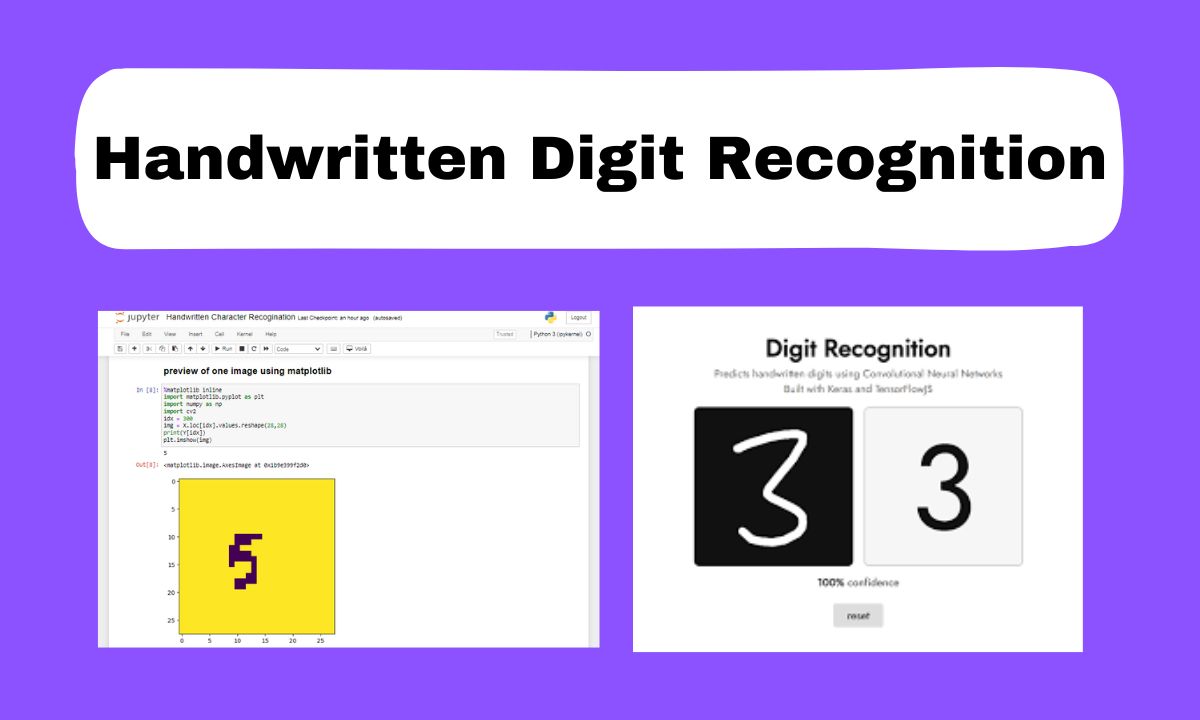 Handwritten Digit Recognition
jupyter Handwritten Character Recogination Last Checkpoint: an hour ago (autosaved)
Logout
File Edit View Insert Cell Kernel Help
Trusted
Python 3 (ipykernel)
Run
Code
Voilà
preview of one image using matplotlib
In [8]:
%matplotlib inline
import matplotlib.pyplot as plt
import numpy as np
import cv2
idx = 300
img = X.loc[idx].values.reshape(28,28)
print(Y[idx])
plt.imshow(img)
5
Out[8]: <matplotlib.image.AxesImage at 0x1b9e399f2d0>
0
5
10
15
20
25
5
0 5 10 15 20 25
Digit Recognition
Predicts handwritten digits using Convolutional Neural Networks
Built with Keras and TensorFlowJS
3 3
100% confidence
reset